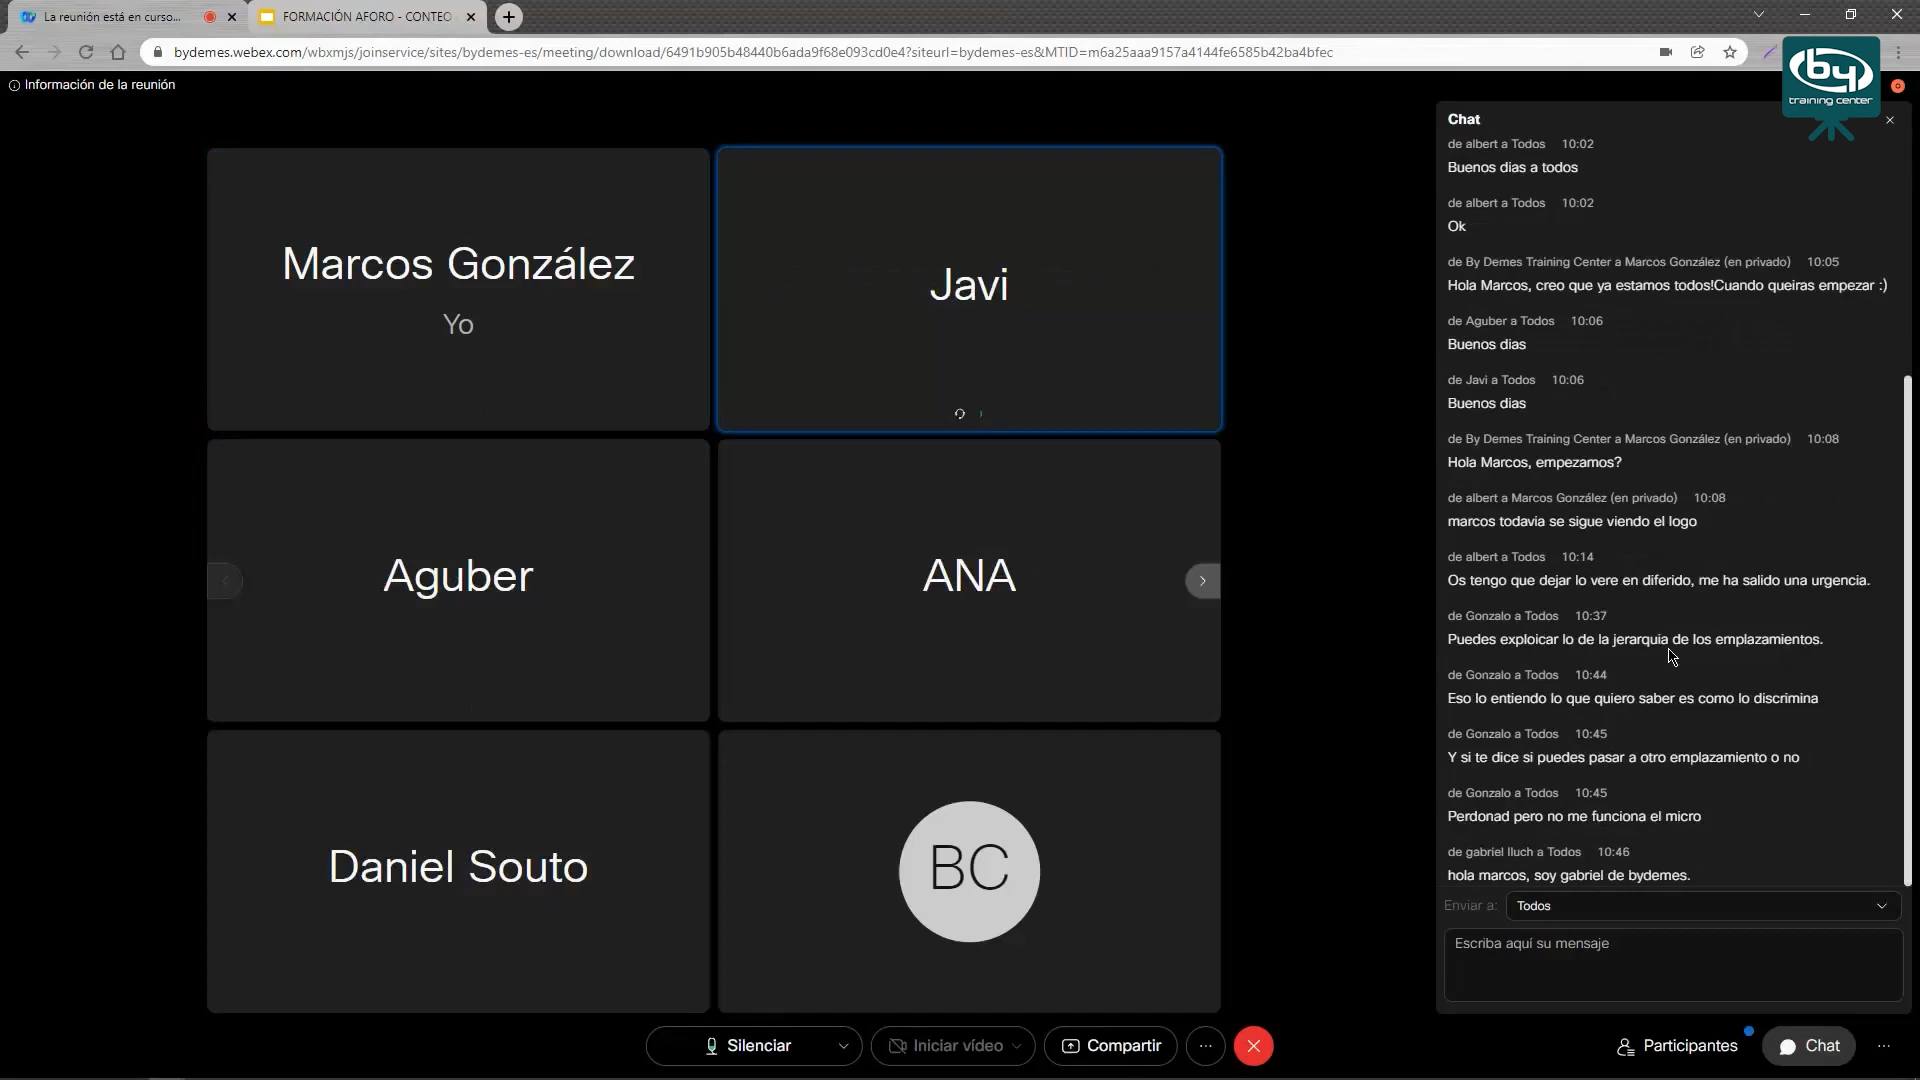 La reunión está en curso...
FORMACIÓN AFORO - CONTEO
bydemes.webex.com/wbxmjs/joinservice/sites/bydemes-es/meeting/download/6491b905b48440b6ada9f68e093cd0e4?siteurl=bydemes-es&MTID=m6a25aaa9157a4144fe6585b42ba4bfec
Información de la reunión
by
training center
Marcos González
Yo
Javi
Aguber
ANA
Daniel Souto
BC
Chat
de albert a Todos 10:02
Buenos dias a todos
de albert a Todos 10:02
Ok
de By Demes Training Center a Marcos González (en privado) 10:05
Hola Marcos, creo que ya estamos todos!Cuando queiras empezar :)
de Aguber a Todos 10:06
Buenos dias
de Javi a Todos 10:06
Buenos dias
de By Demes Training Center a Marcos González (en privado) 10:08
Hola Marcos, empezamos?
de albert a Marcos González (en privado) 10:08
marcos todavia se sigue viendo el logo
de albert a Todos 10:14
Os tengo que dejar lo vere en diferido, me ha salido una urgencia.
de Gonzalo a Todos 10:37
Puedes exploicar lo de la jerarquia de los emplazamientos.
de Gonzalo a Todos 10:44
Eso lo entiendo lo que quiero saber es como lo discrimina
de Gonzalo a Todos 10:45
Y si te dice si puedes pasar a otro emplazamiento o no
de Gonzalo a Todos 10:45
Perdonad pero no me funciona el micro
de gabriel lluch a Todos 10:46
hola marcos, soy gabriel de bydemes.
Enviar a: Todos
Escriba aquí su mensaje
Silenciar
Iniciar vídeo
Compartir
Participantes
Chat